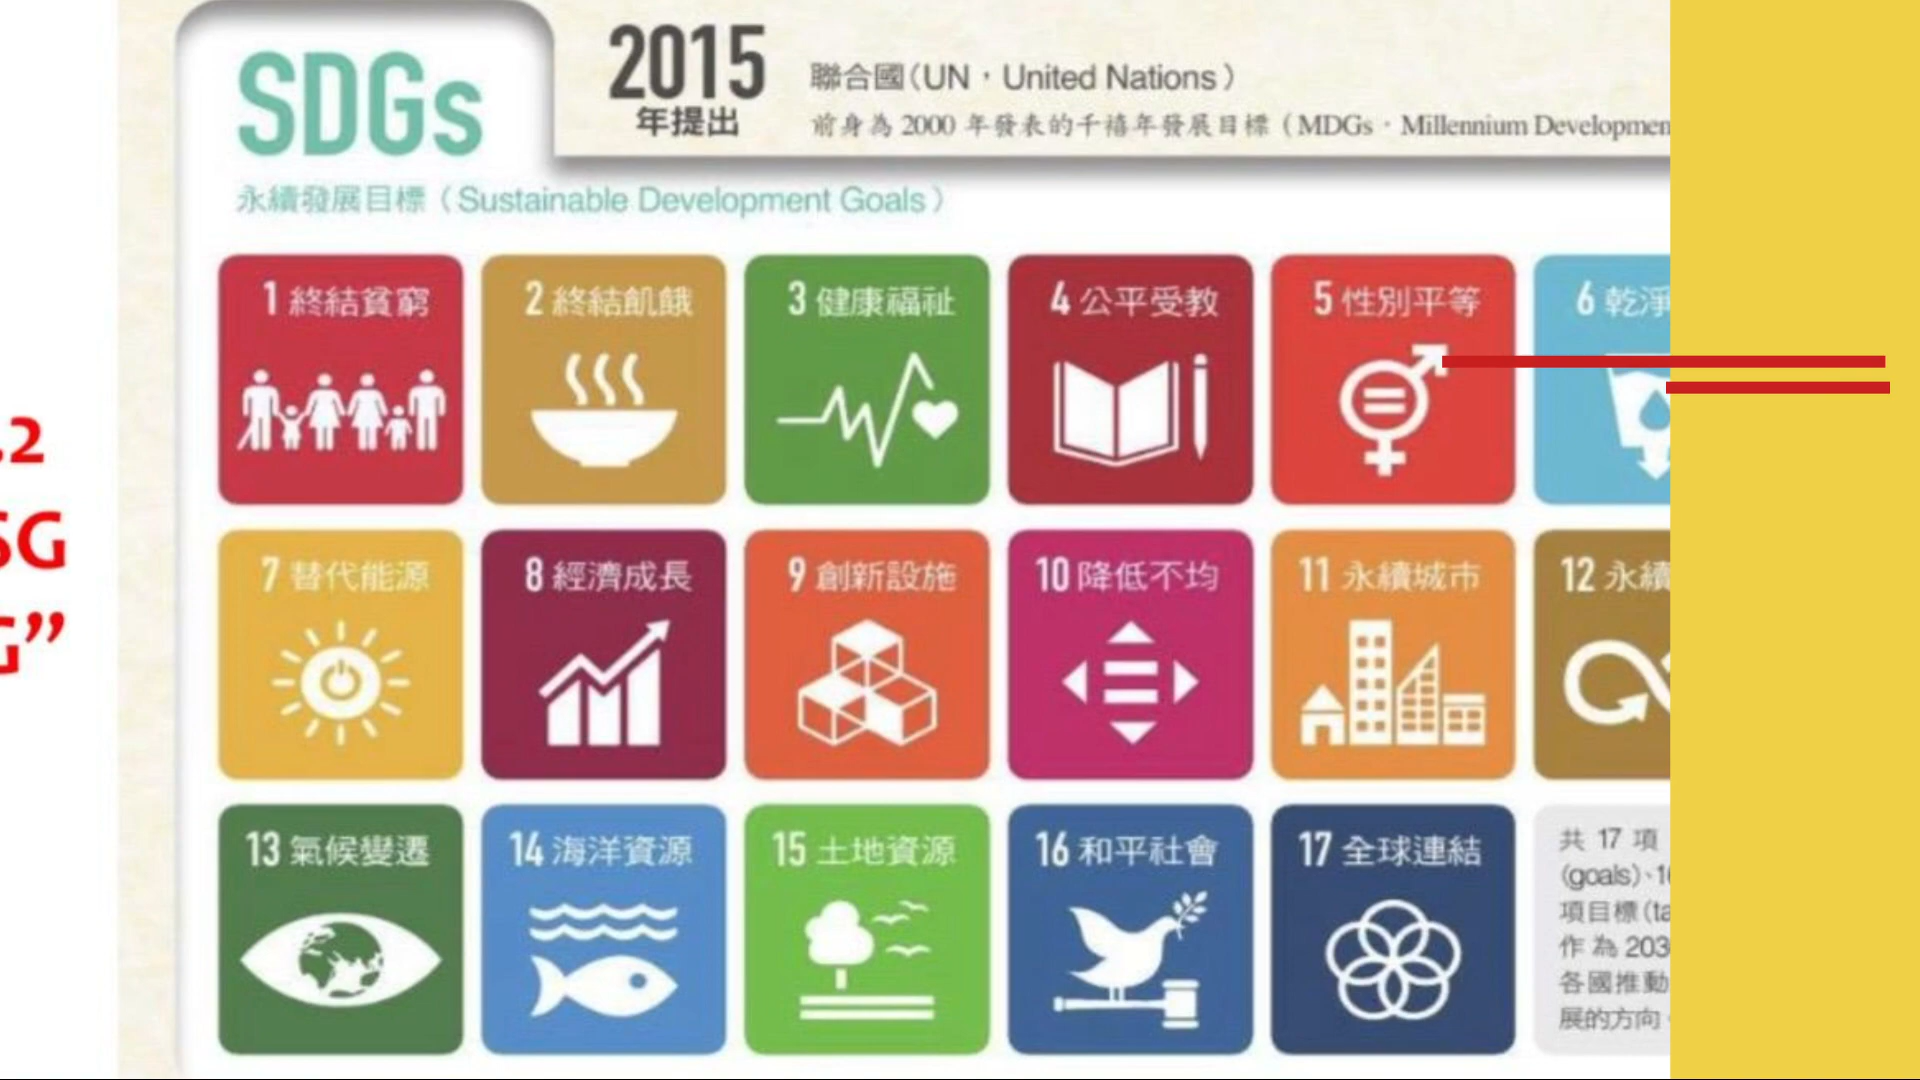 SDGs
2015
年提出
聯合國(UN，United Nations)
前身為 2000 年發表的千禧年發展目標（MDGs，Millennium Developmen
永續發展目標（Sustainable Development Goals）
1 終結貧窮
2 終結飢餓
3 健康福祉
4 公平受教
5 性別平等
6 乾淨
.2
SG
G”
7 替代能源
8 經濟成長
9 創新設施
10 降低不均
11 永續城市
12 永續
13 氣候變遷
14 海洋資源
15 土地資源
16 和平社會
17 全球連結
共 17 項
(goals)、16
項目標(ta
作為 203
各國推動
展的方向